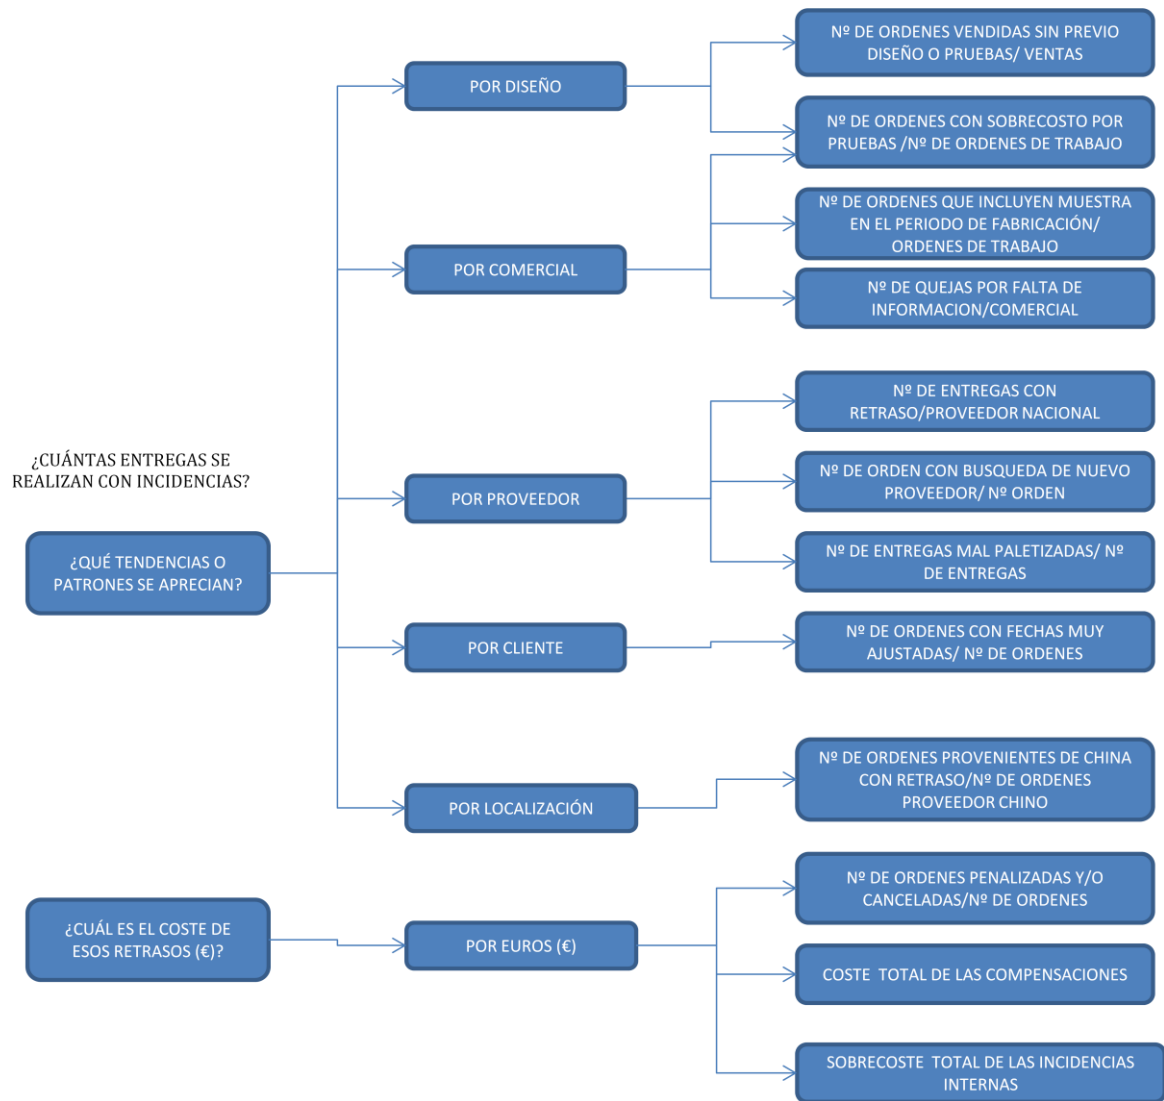 ¿CUÁNTAS ENTREGAS SE
REALIZAN CON INCIDENCIAS?
¿QUÉ TENDENCIAS O
PATRONES SE APRECIAN?
POR DISEÑO
Nº DE ORDENES VENDIDAS SIN PREVIO
DISEÑO O PRUEBAS/ VENTAS
Nº DE ORDENES CON SOBRECOSTO POR
PRUEBAS /Nº DE ORDENES DE TRABAJO
POR COMERCIAL
Nº DE ORDENES QUE INCLUYEN MUESTRA
EN EL PERIODO DE FABRICACIÓN/
ORDENES DE TRABAJO
Nº DE QUEJAS POR FALTA DE
INFORMACION/COMERCIAL
POR PROVEEDOR
Nº DE ENTREGAS CON
RETRASO/PROVEEDOR NACIONAL
Nº DE ORDEN CON BUSQUEDA DE NUEVO
PROVEEDOR/ Nº ORDEN
Nº DE ENTREGAS MAL PALETIZADAS/ Nº
DE ENTREGAS
POR CLIENTE
Nº DE ORDENES CON FECHAS MUY
AJUSTADAS/ Nº DE ORDENES
POR LOCALIZACIÓN
Nº DE ORDENES PROVENIENTES DE CHINA
CON RETRASO/Nº DE ORDENES
PROVEEDOR CHINO
¿CUÁL ES EL COSTE DE
ESOS RETRASOS (€)?
POR EUROS (€)
Nº DE ORDENES PENALIZADAS Y/O
CANCELADAS/Nº DE ORDENES
COSTE TOTAL DE LAS COMPENSACIONES
SOBRECOSTE TOTAL DE LAS INCIDENCIAS
INTERNAS